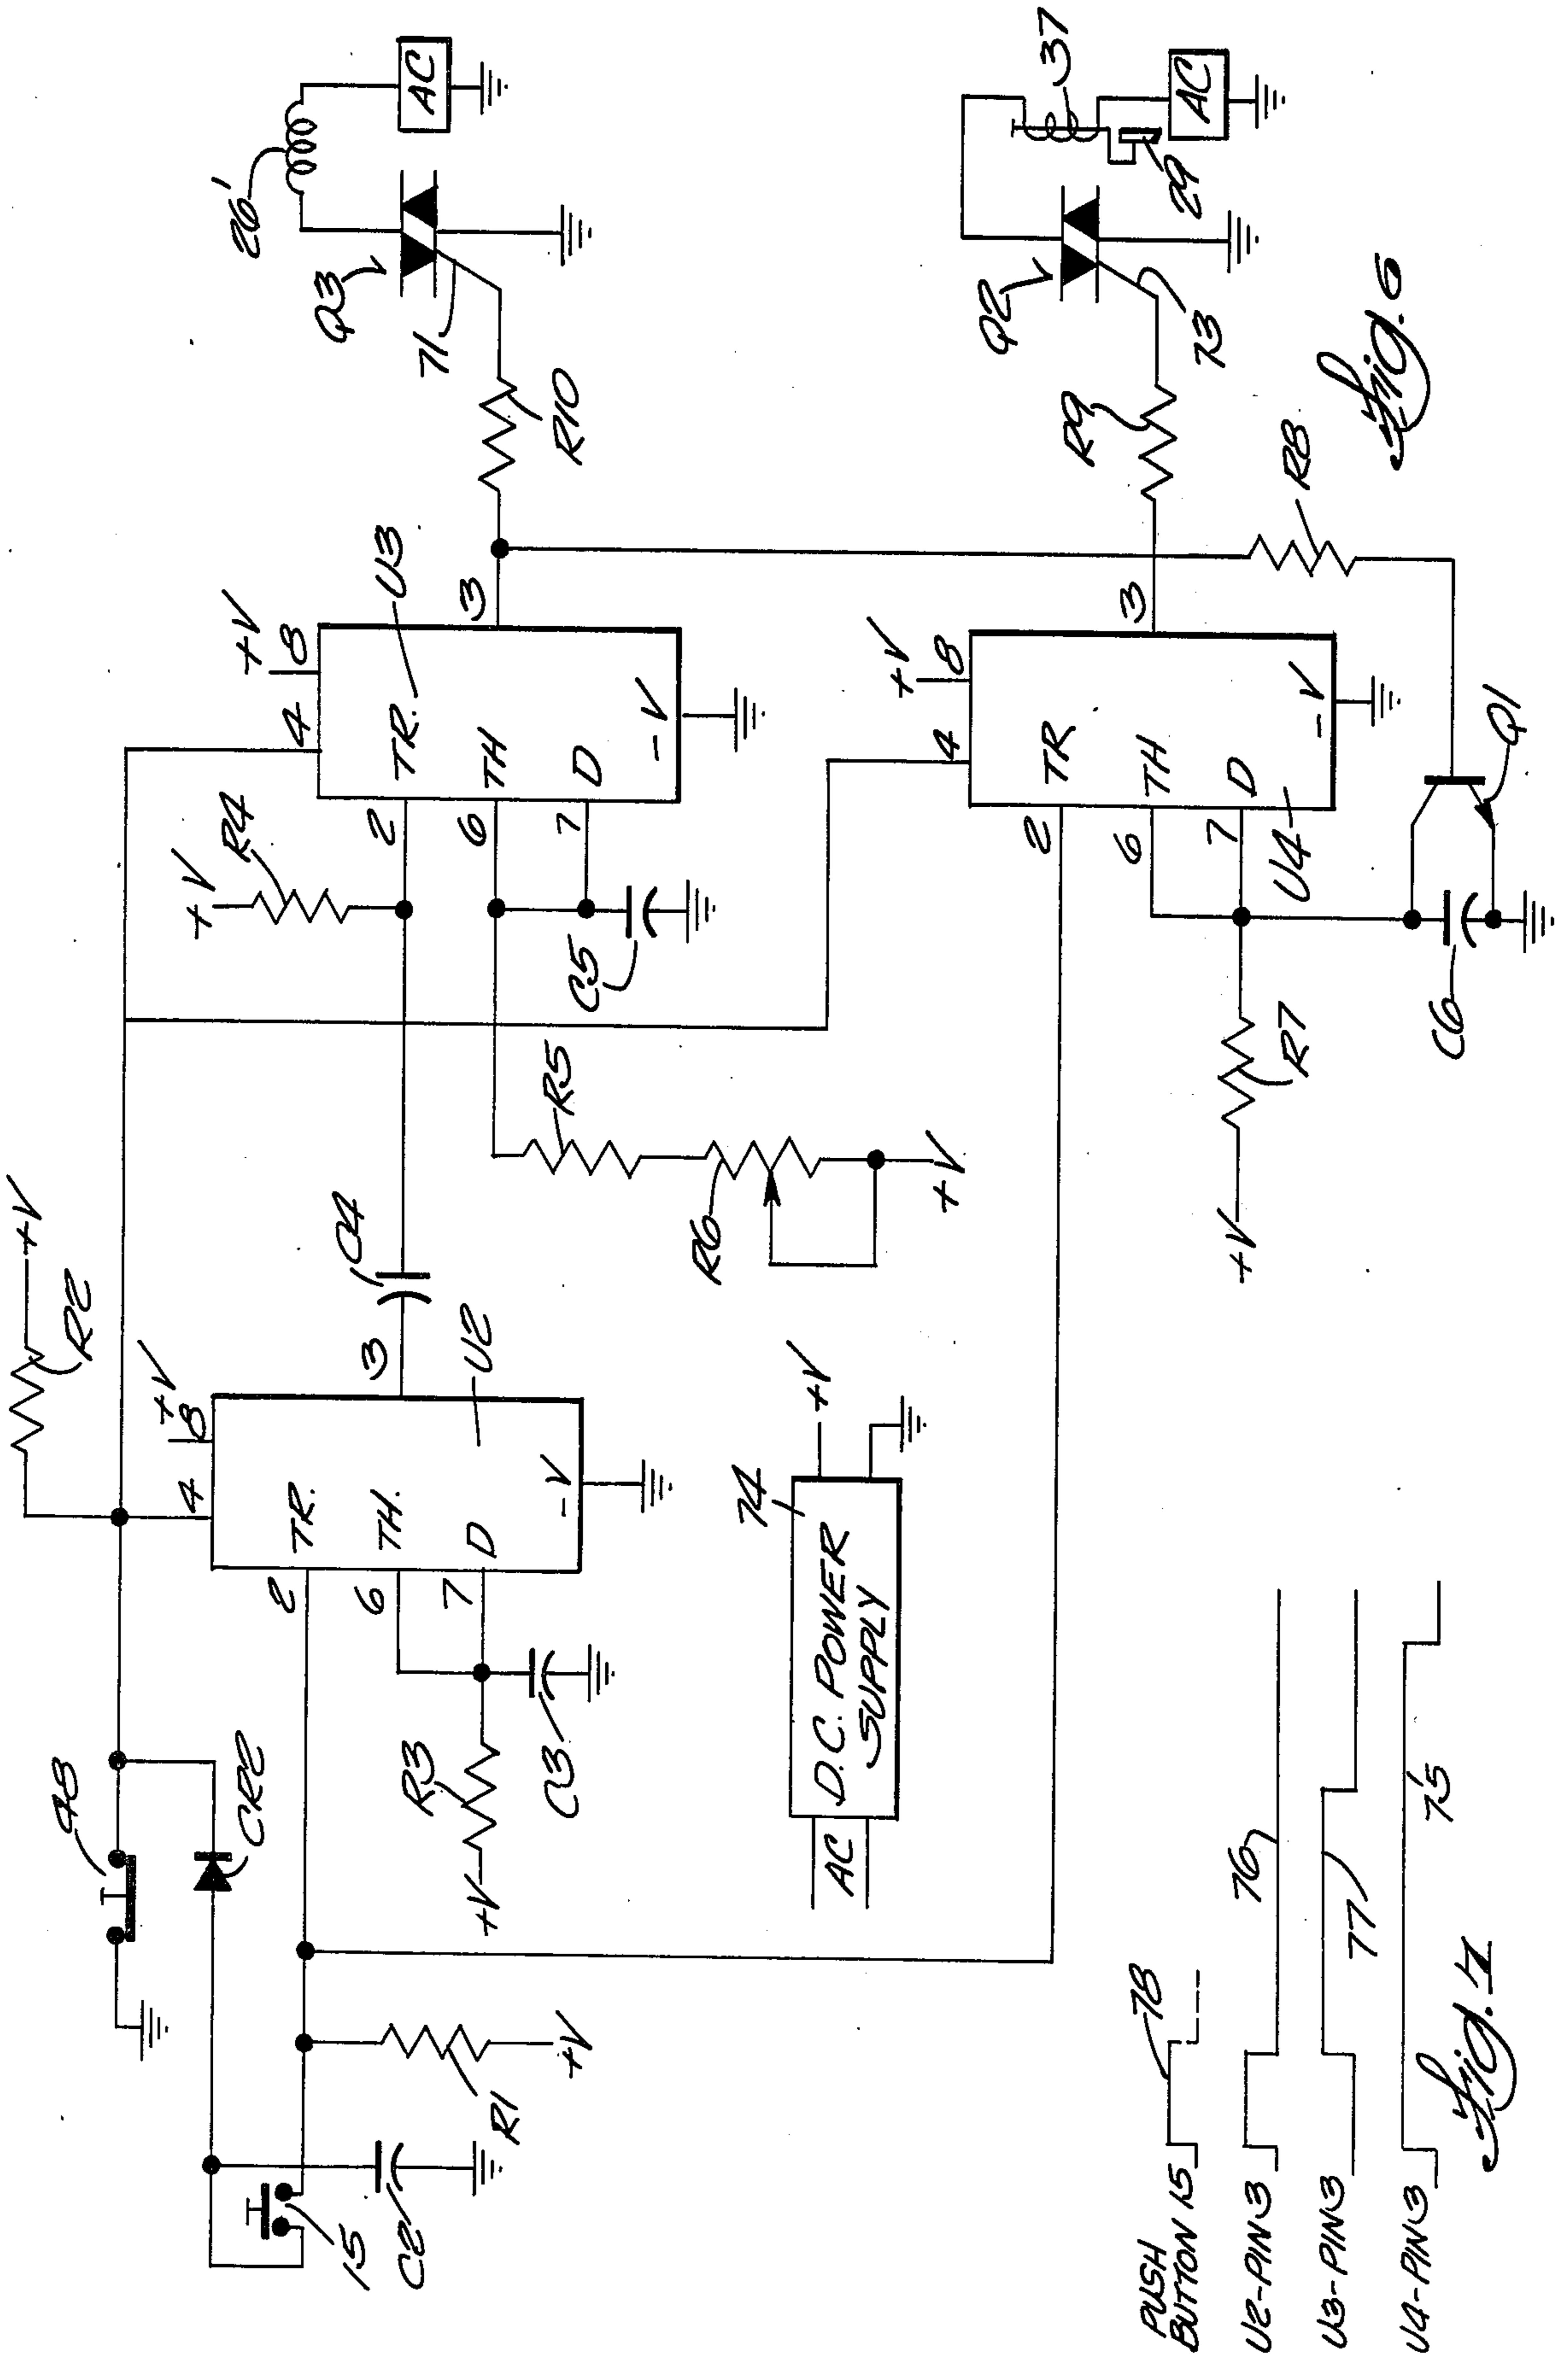 48
CR2
R2
+V
15
C2
R1
+V
4
+V
8
2
TR.
6
TH.
7
D
-V
3
U2
R3
+V
C3
C4
+V
R4
4
+V
8
2
TR.
6
TH
7
D
-V
3
U3
C5
R5
R6
+V
R10
71
Q3
26'
AC
4
+V
8
2
TR
6
TH
7
D
-V
3
U4
+V
R7
C6
Q1
R8
R9
73
Q2
37
29
AC
AC
D.C. POWER
SUPPLY
74
+V
Fig. 6
PUSH
BUTTON 15
78
U2-PIN 3
76
U3-PIN 3
77
U4-PIN 3
75
Fig. 7